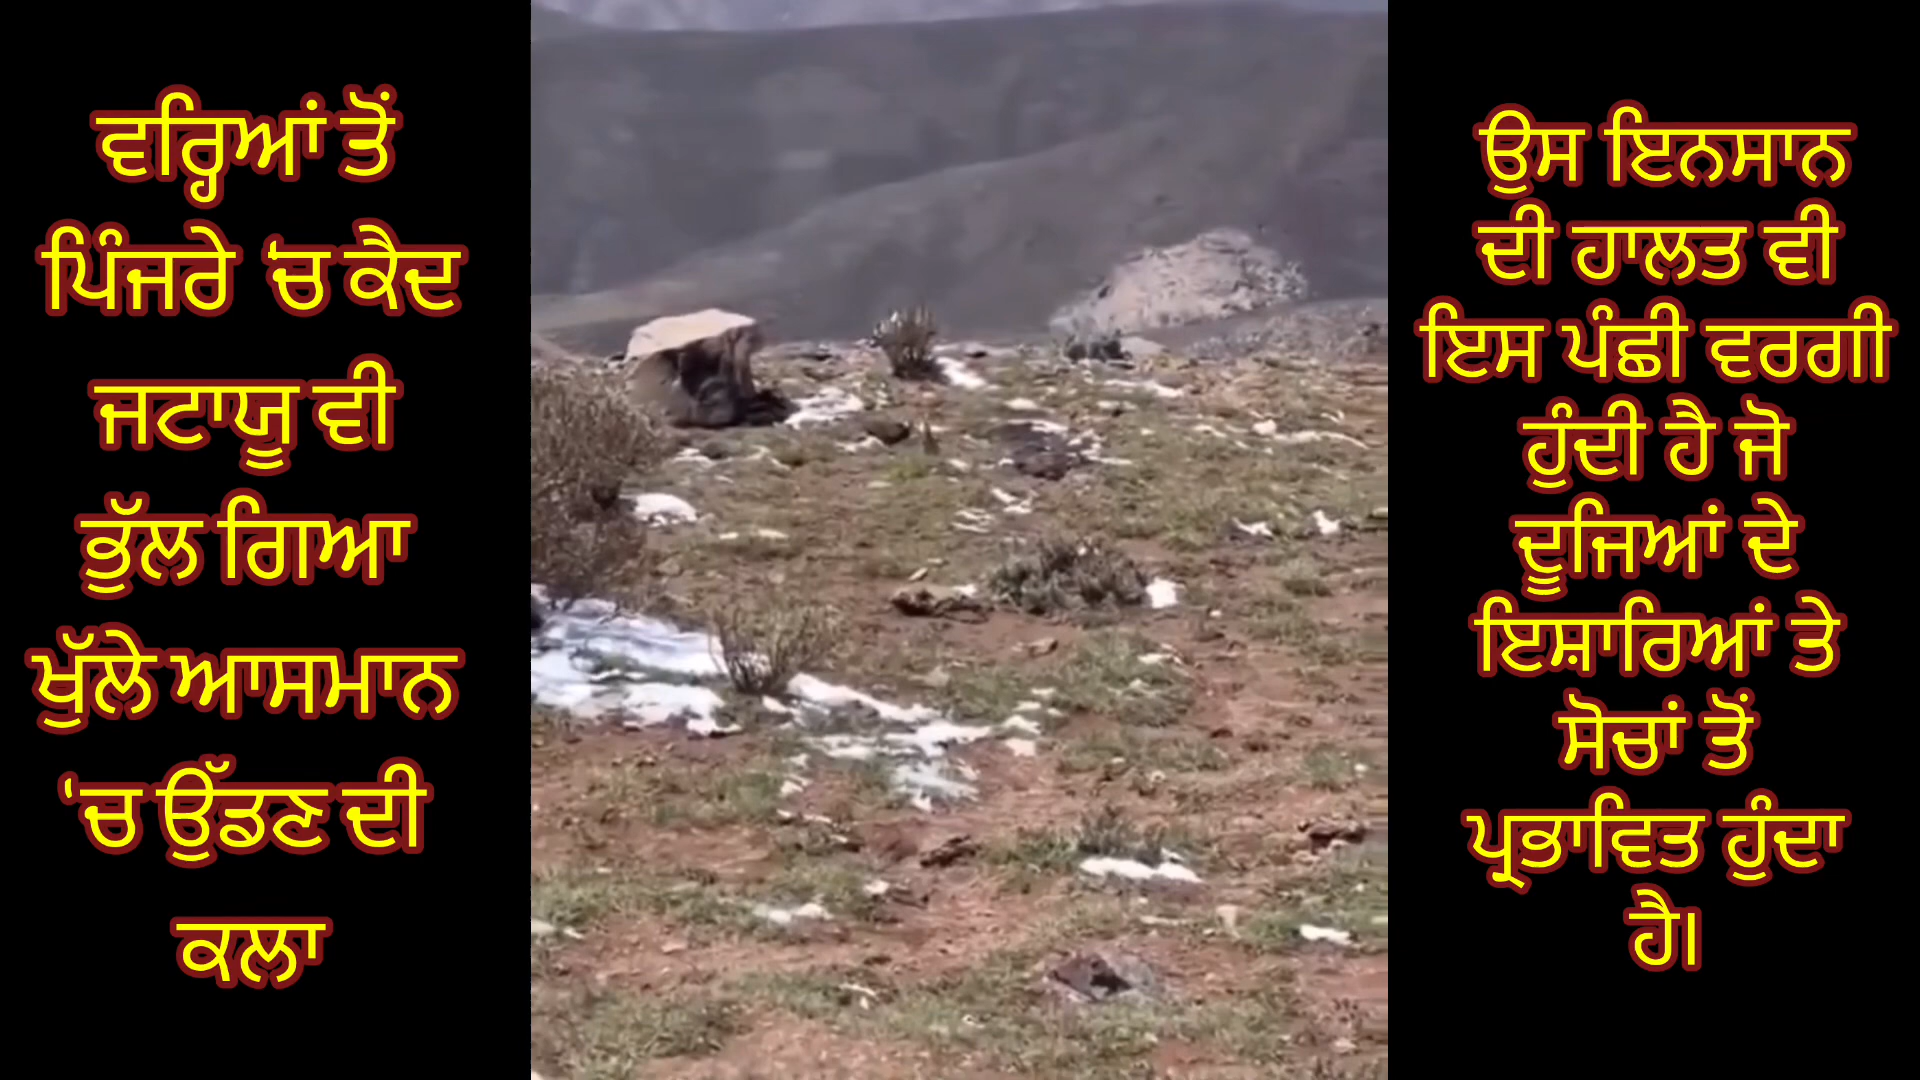 ਵਰ੍ਹਿਆਂ ਤੋਂ
ਪਿੰਜਰੇ 'ਚ ਕੈਦ
ਜਟਾਯੂ ਵੀ
ਭੁੱਲ ਗਿਆ
ਖੁੱਲੇ ਆਸਮਾਨ
'ਚ ਉੱਡਣ ਦੀ
ਕਲਾ
ਉਸ ਇਨਸਾਨ
ਦੀ ਹਾਲਤ ਵੀ
ਇਸ ਪੰਛੀ ਵਰਗੀ
ਹੁੰਦੀ ਹੈ ਜੋ
ਦੂਜਿਆਂ ਦੇ
ਇਸ਼ਾਰਿਆਂ ਤੇ
ਸੋਚਾਂ ਤੋਂ
ਪ੍ਰਭਾਵਿਤ ਹੁੰਦਾ
ਹੈ।